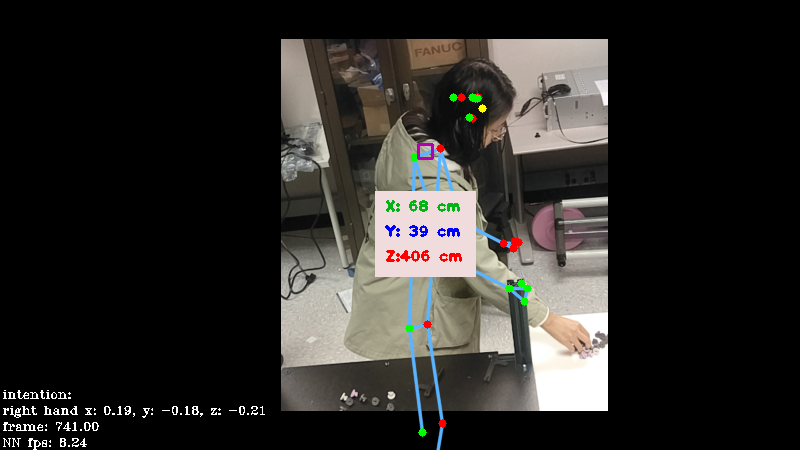 FANUC
X: 68 cm
Y: 39 cm
Z:406 cm
intention:
right hand x: 0.19, y: -0.18, z: -0.21
frame: 741.00
NN fps: 8.24